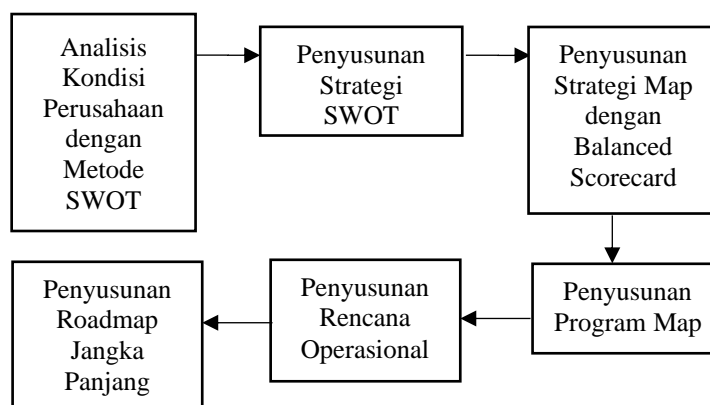 Analisis
Kondisi
Perusahaan
dengan
Metode
SWOT
Penyusunan
Strategi
SWOT
Penyusunan
Strategi Map
dengan
Balanced
Scorecard
Penyusunan
Program Map
Penyusunan
Rencana
Operasional
Penyusunan
Roadmap
Jangka
Panjang